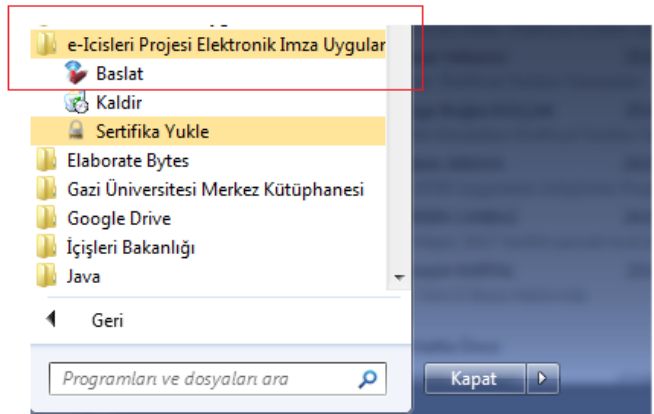 e-Icisleri Projesi Elektronik Imza Uygular
Baslat
Kaldir
Sertifika Yukle
Elaborate Bytes
Gazi Üniversitesi Merkez Kütüphanesi
Google Drive
İçişleri Bakanlığı
Java
Geri
Programları ve dosyaları ara
Kapat